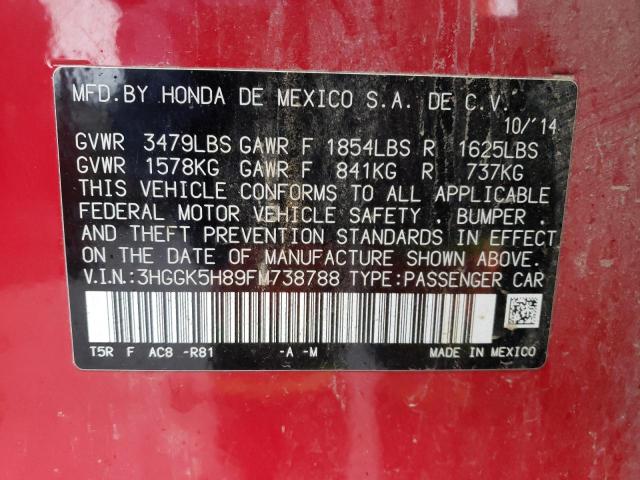 MFD.BY HONDA DE MEXICO S.A. DE C.V.
10/'14
GVWR 3479LBS GAWR F 1854LBS R 1625LBS
GVWR 1578KG GAWR F 841KG R 737KG
THIS VEHICLE CONFORMS TO ALL APPLICABLE
FEDERAL MOTOR VEHICLE SAFETY . BUMPER .
AND THEFT PREVENTION STANDARDS IN EFFECT
ON THE DATE OF MANUFACTURE SHOWN ABOVE.
V.I.N.:3HGGK5H89FM738788 TYPE:PASSENGER CAR
T5R F AC8 -R81 -A -M MADE IN MEXICO